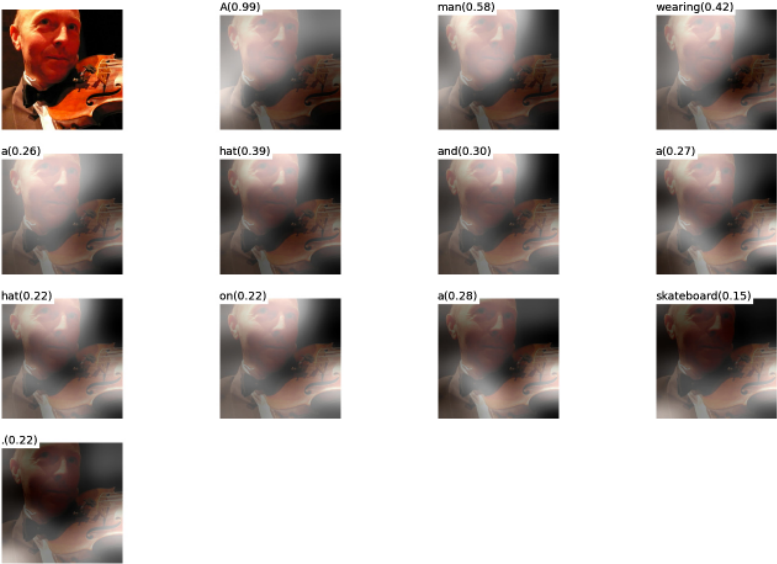 A(0.99) man(0.58) wearing(0.42)
a(0.26) hat(0.39) and(0.30) a(0.27)
hat(0.22) on(0.22) a(0.28) skateboard(0.15)
.(0.22)